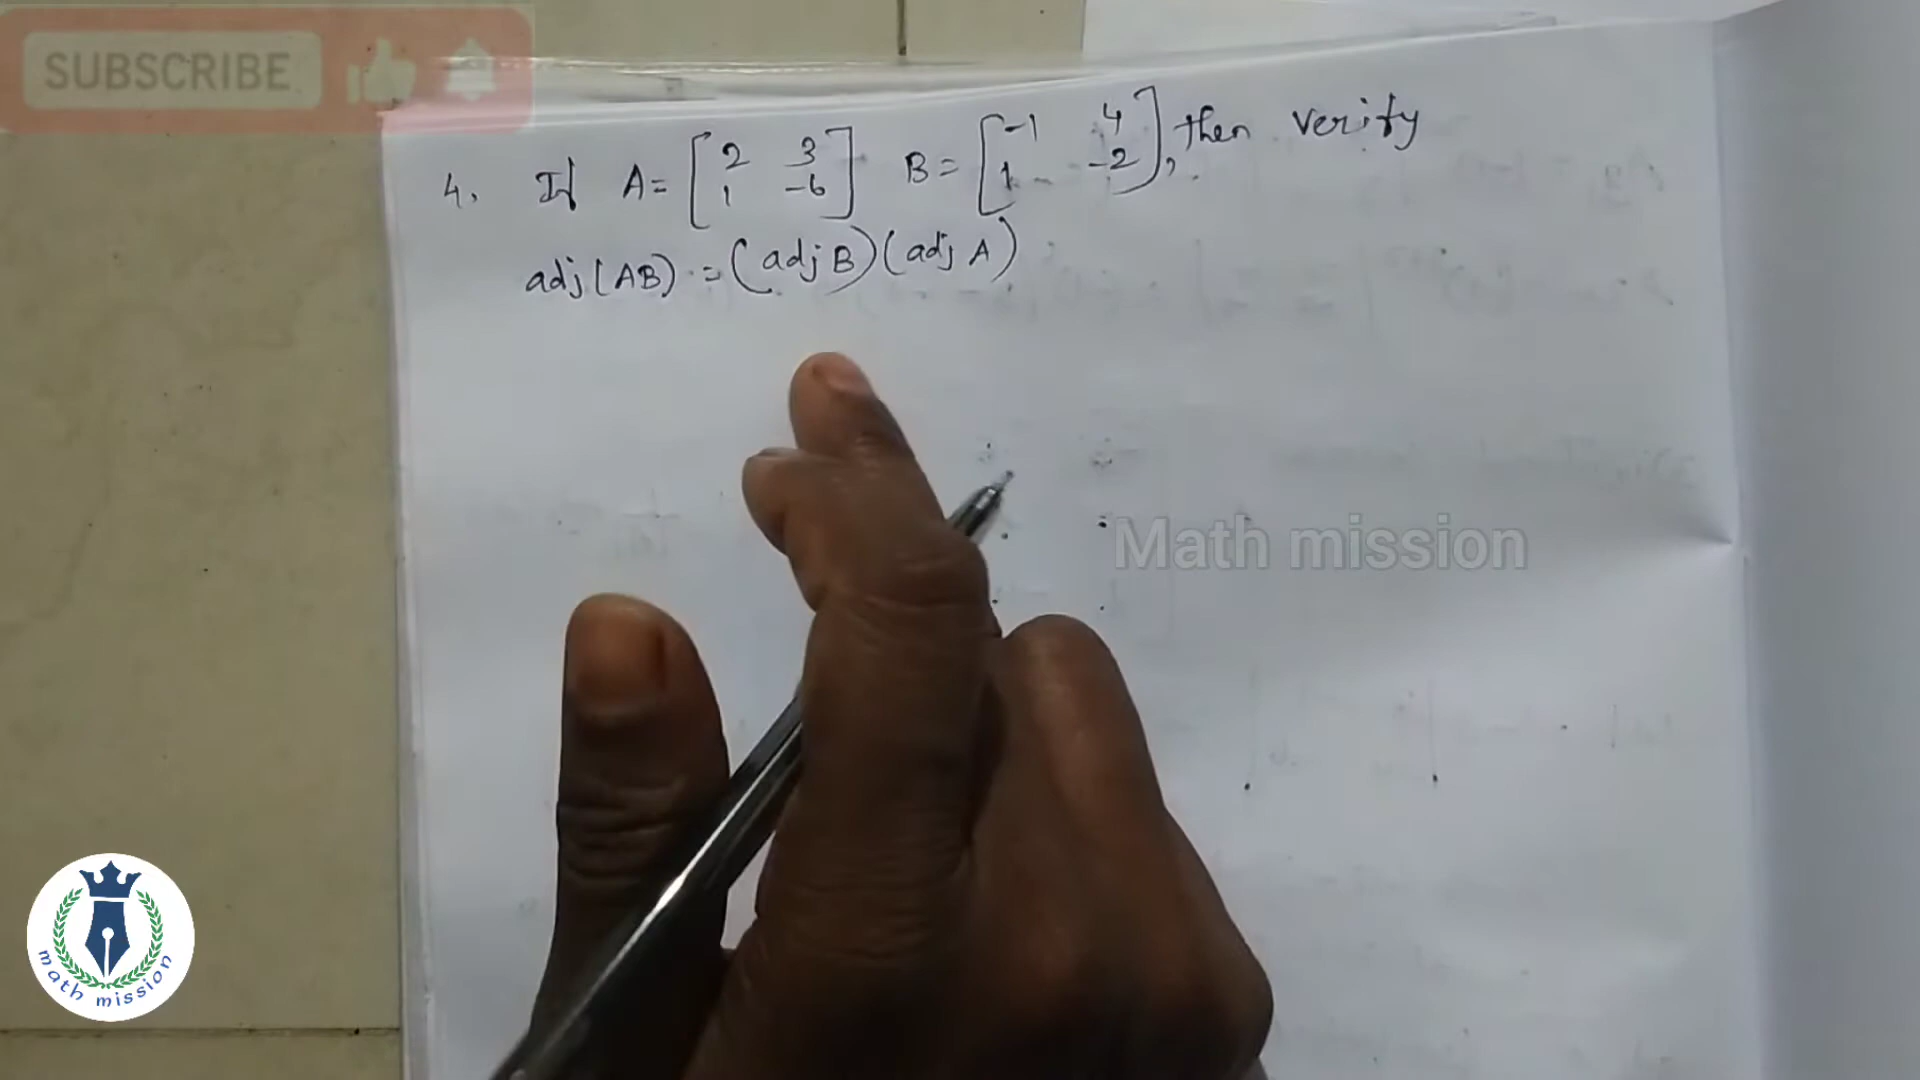 SUBSCRIBE
4. If A = [2 3
1 -6] B = [-1 4
1 -2], then verify
adj(AB) = (adj B)(adj A)
Math mission
math mission